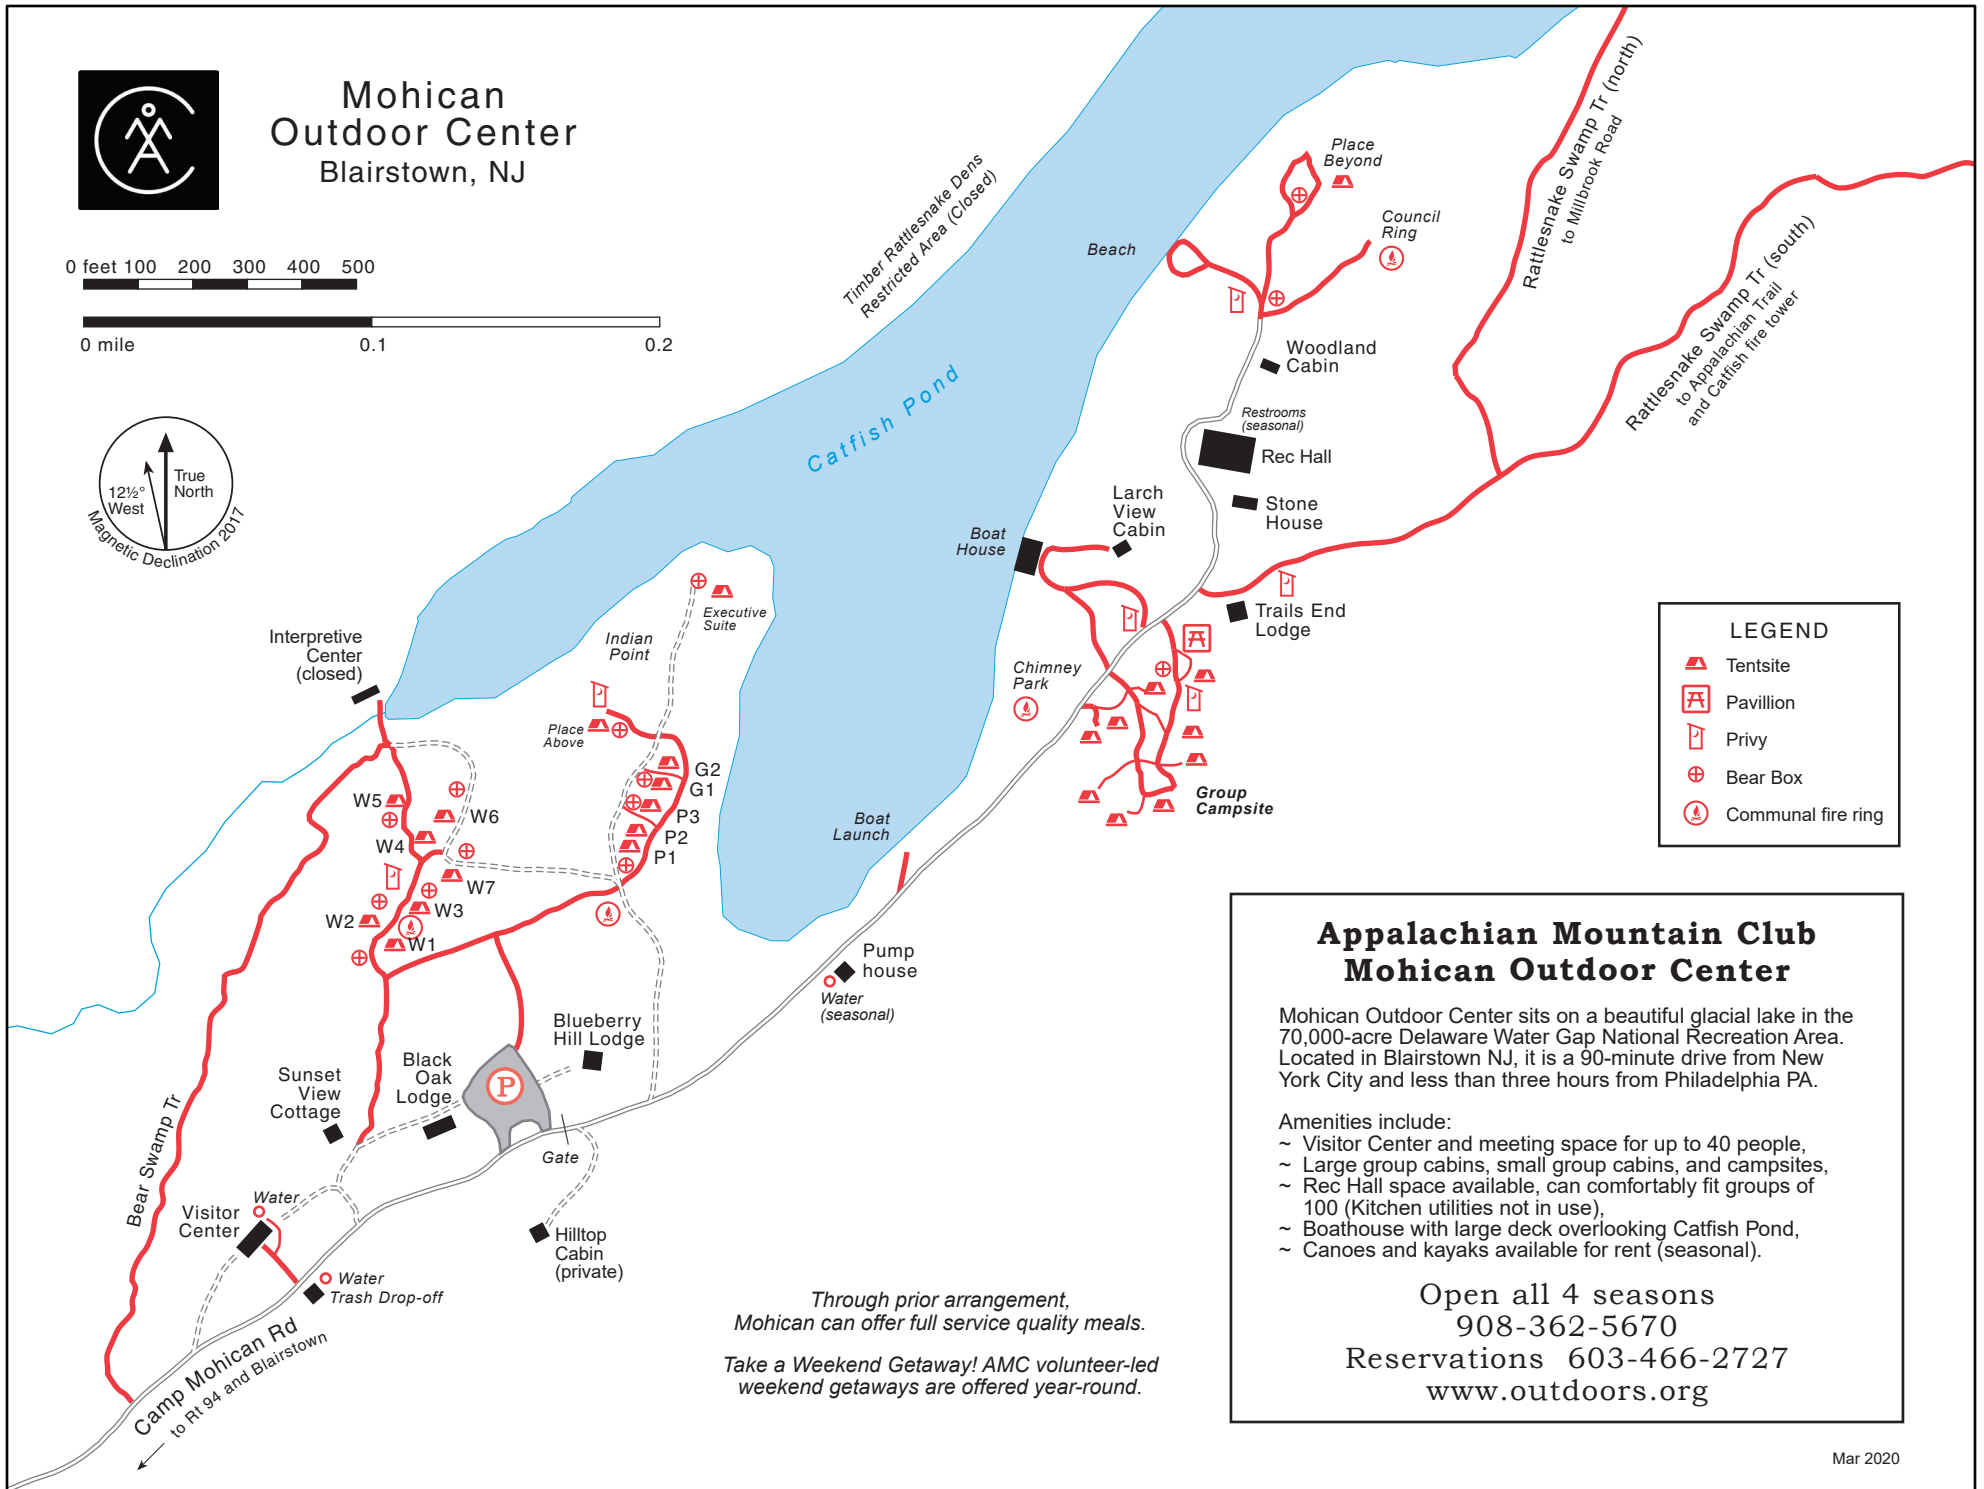 Mohican
Outdoor Center
Blairstown, NJ
0 feet 100 200 300 400 500
0 mile 0.1 0.2
12½°
West
True
North
Magnetic Declination 2017
Timber Rattlesnake Dens
Restricted Area (Closed)
Catfish Pond
Beach
Place
Beyond
Council
Ring
Rattlesnake Swamp Tr (north)
to Millbrook Road
Rattlesnake Swamp Tr (south)
to Appalachian Trail
and Catfish fire tower
Woodland
Cabin
Restrooms
(seasonal)
Rec Hall
Stone
House
Larch
View
Cabin
Boat
House
Trails End
Lodge
Chimney
Park
Group
Campsite
Boat
Launch
Pump
house
Water
(seasonal)
Executive
Suite
Indian
Point
Place
Above
G2
G1
P3
P2
P1
Interpretive
Center
(closed)
W5
W6
W4
W7
W3
W2
W1
Blueberry
Hill Lodge
Black
Oak
Lodge
P
Gate
Sunset
View
Cottage
Bear Swamp Tr
Visitor
Center
Water
Water
Trash Drop-off
Hilltop
Cabin
(private)
Camp Mohican Rd
to Rt 94 and Blairstown
LEGEND
Tentsite
Pavillion
Privy
Bear Box
Communal fire ring
Through prior arrangement,
Mohican can offer full service quality meals.
Take a Weekend Getaway! AMC volunteer-led
weekend getaways are offered year-round.
Appalachian Mountain Club
Mohican Outdoor Center
Mohican Outdoor Center sits on a beautiful glacial lake in the
70,000-acre Delaware Water Gap National Recreation Area.
Located in Blairstown NJ, it is a 90-minute drive from New
York City and less than three hours from Philadelphia PA.
Amenities include:
~ Visitor Center and meeting space for up to 40 people,
~ Large group cabins, small group cabins, and campsites,
~ Rec Hall space available, can comfortably fit groups of
100 (Kitchen utilities not in use),
~ Boathouse with large deck overlooking Catfish Pond,
~ Canoes and kayaks available for rent (seasonal).
Open all 4 seasons
908-362-5670
Reservations 603-466-2727
www.outdoors.org
Mar 2020